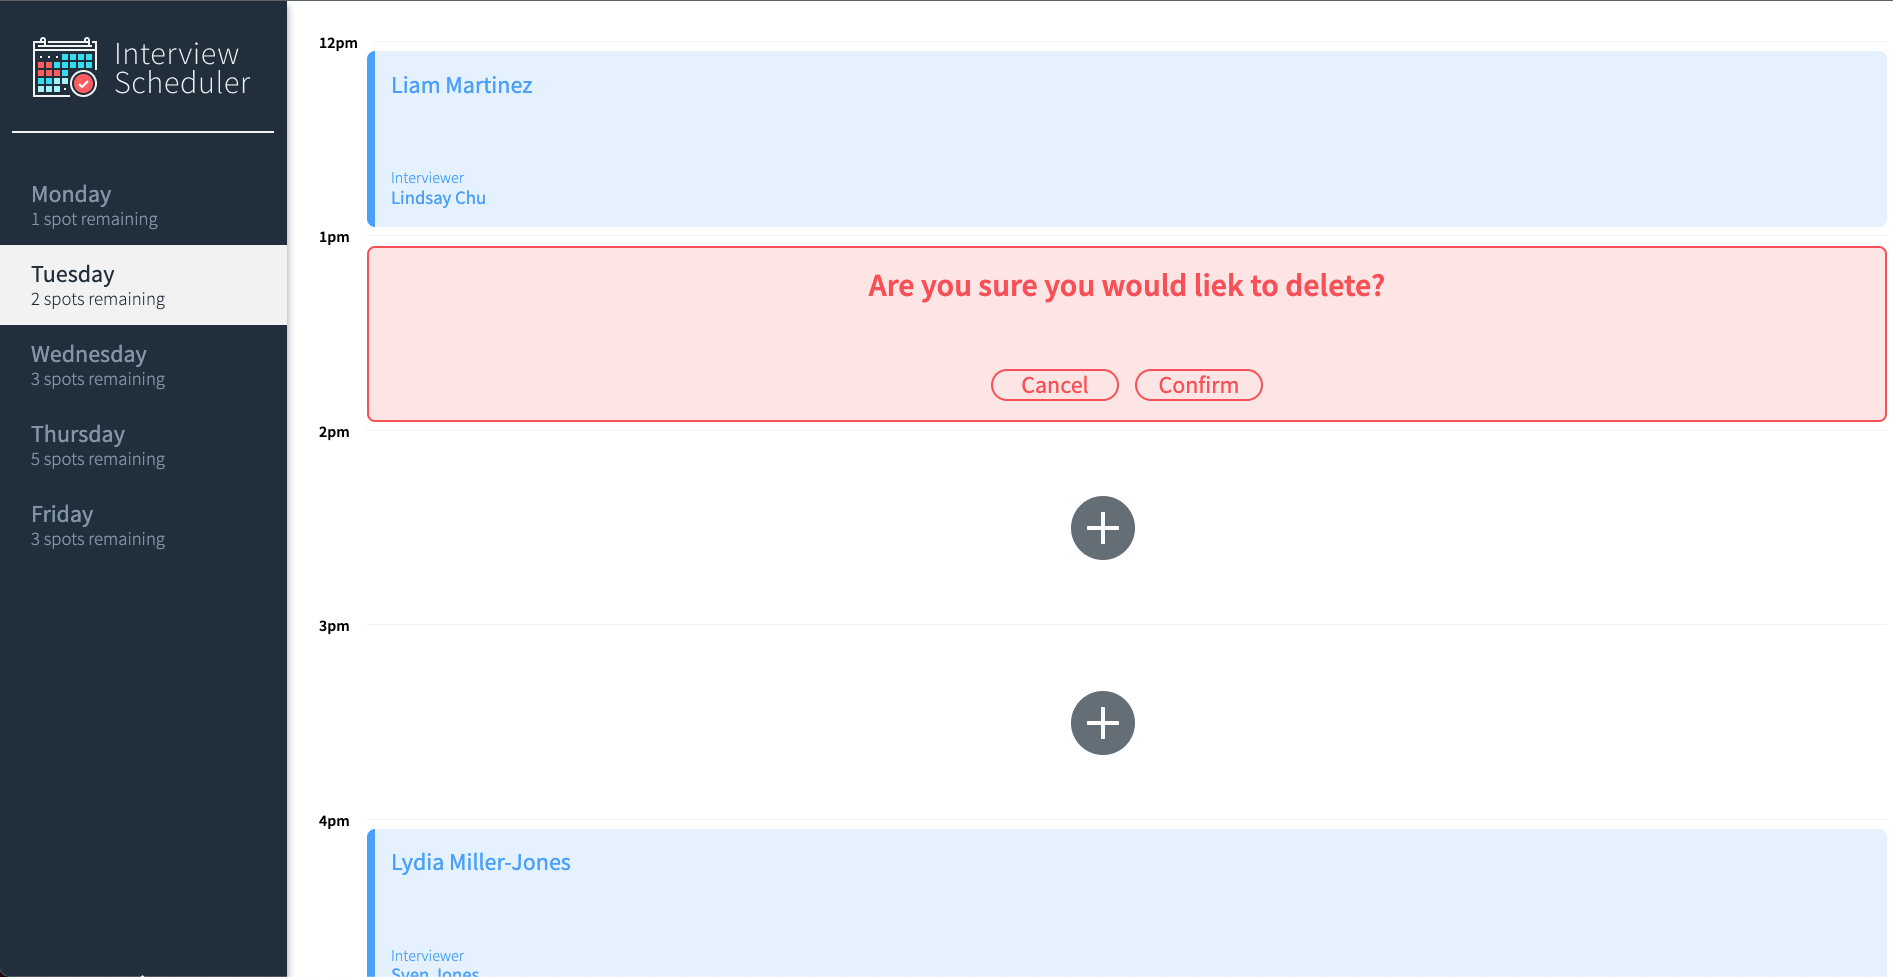 Interview
Scheduler
Monday
1 spot remaining
Tuesday
2 spots remaining
Wednesday
3 spots remaining
Thursday
5 spots remaining
Friday
3 spots remaining
12pm
Liam Martinez
Interviewer
Lindsay Chu
1pm
Are you sure you would liek to delete?
Cancel Confirm
2pm
3pm
4pm
Lydia Miller-Jones
Interviewer
Sven Jones